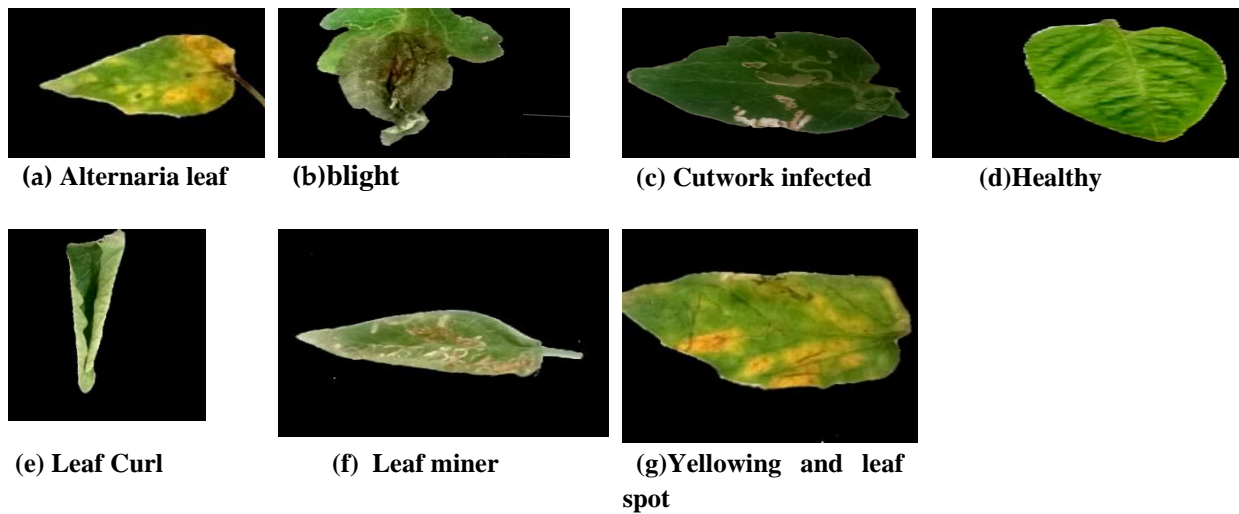 (a) Alternaria leaf
(b)blight
(c) Cutwork infected
(d)Healthy
(e) Leaf Curl
(f) Leaf miner
(g)Yellowing and leaf
spot